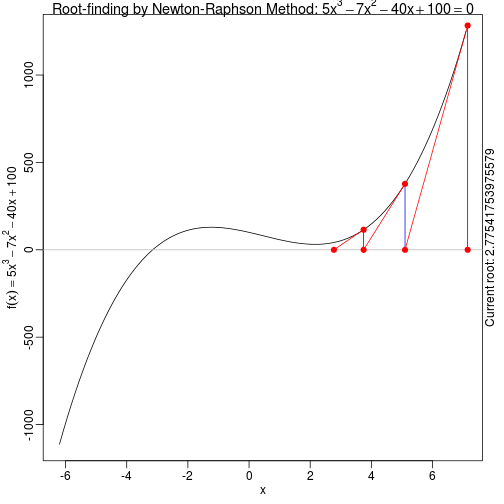 Root-finding by Newton-Raphson Method: 5x³ − 7x² − 40x + 100 = 0
f(x) = 5x³ − 7x² − 40x + 100
1000
500
0
-500
-1000
-6 -4 -2 0 2 4 6
x
Current root: 2.77541753975579